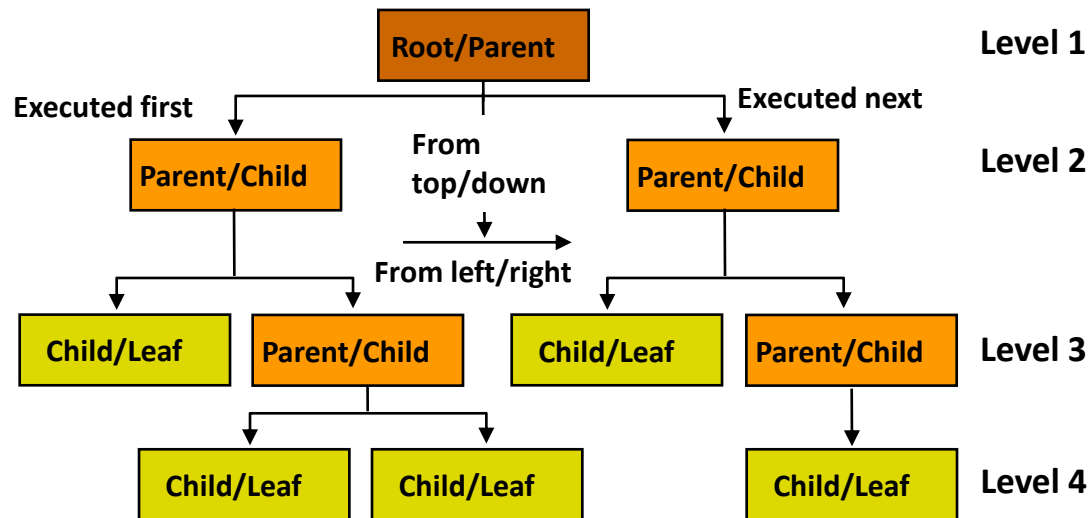 Root/Parent
Level 1
Executed first
Executed next
Parent/Child
From
top/down
Parent/Child
Level 2
From left/right
Child/Leaf
Parent/Child
Child/Leaf
Parent/Child
Level 3
Child/Leaf
Child/Leaf
Child/Leaf
Level 4